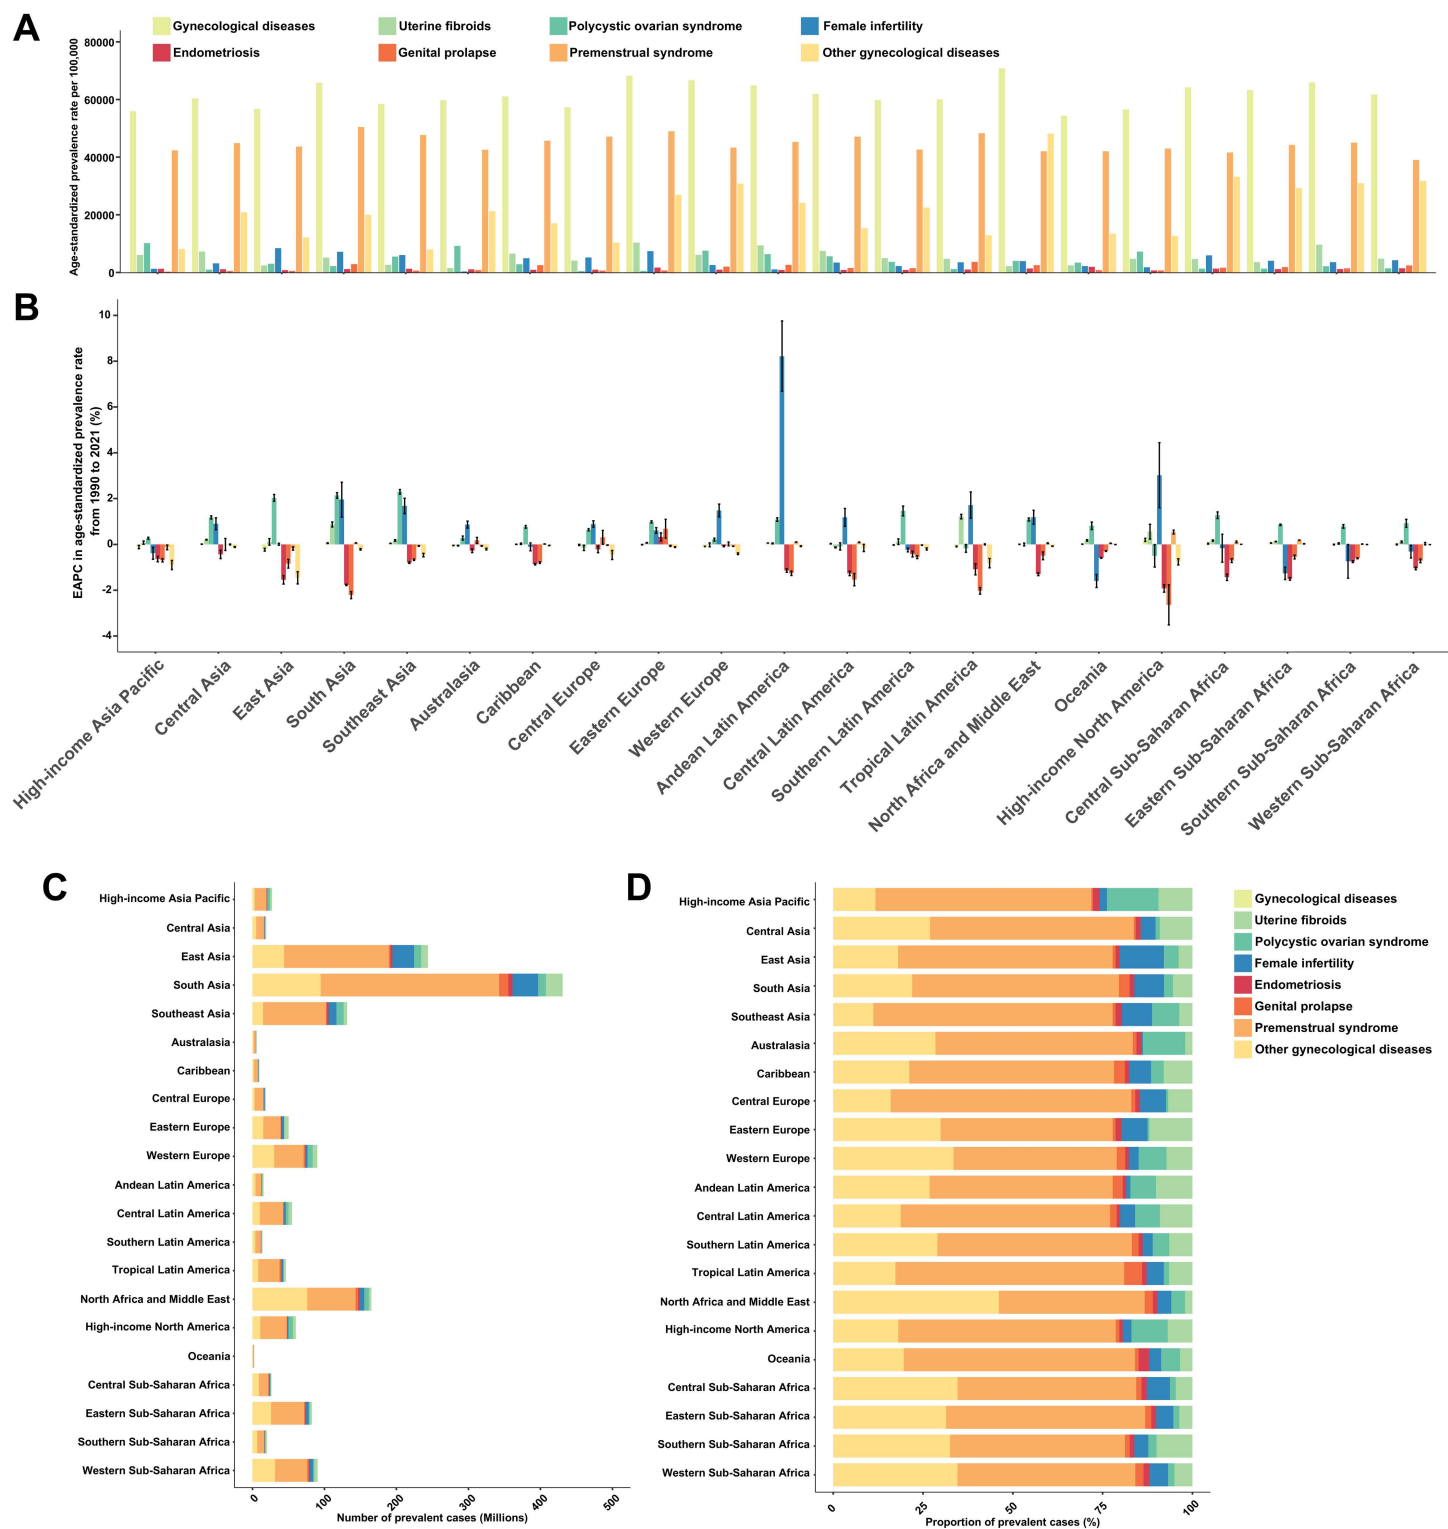 A
Gynecological diseases
Uterine fibroids
Polycystic ovarian syndrome
Female infertility
Endometriosis
Genital prolapse
Premenstrual syndrome
Other gynecological diseases
Age-standardized prevalence rate per 100,000
80000
60000
40000
20000
0
B
EAPC in age-standardized prevalence rate
from 1990 to 2021 (%)
10
8
6
4
2
0
-2
-4
High-income Asia Pacific
Central Asia
East Asia
South Asia
Southeast Asia
Australasia
Caribbean
Central Europe
Eastern Europe
Western Europe
Andean Latin America
Central Latin America
Southern Latin America
Tropical Latin America
North Africa and Middle East
Oceania
High-income North America
Central Sub-Saharan Africa
Eastern Sub-Saharan Africa
Southern Sub-Saharan Africa
Western Sub-Saharan Africa
C
High-income Asia Pacific
Central Asia
East Asia
South Asia
Southeast Asia
Australasia
Caribbean
Central Europe
Eastern Europe
Western Europe
Andean Latin America
Central Latin America
Southern Latin America
Tropical Latin America
North Africa and Middle East
High-income North America
Oceania
Central Sub-Saharan Africa
Eastern Sub-Saharan Africa
Southern Sub-Saharan Africa
Western Sub-Saharan Africa
0
100
200
300
400
500
Number of prevalent cases (Millions)
D
High-income Asia Pacific
Central Asia
East Asia
South Asia
Southeast Asia
Australasia
Caribbean
Central Europe
Eastern Europe
Western Europe
Andean Latin America
Central Latin America
Southern Latin America
Tropical Latin America
North Africa and Middle East
High-income North America
Oceania
Central Sub-Saharan Africa
Eastern Sub-Saharan Africa
Southern Sub-Saharan Africa
Western Sub-Saharan Africa
0
25
50
75
100
Proportion of prevalent cases (%)
Gynecological diseases
Uterine fibroids
Polycystic ovarian syndrome
Female infertility
Endometriosis
Genital prolapse
Premenstrual syndrome
Other gynecological diseases